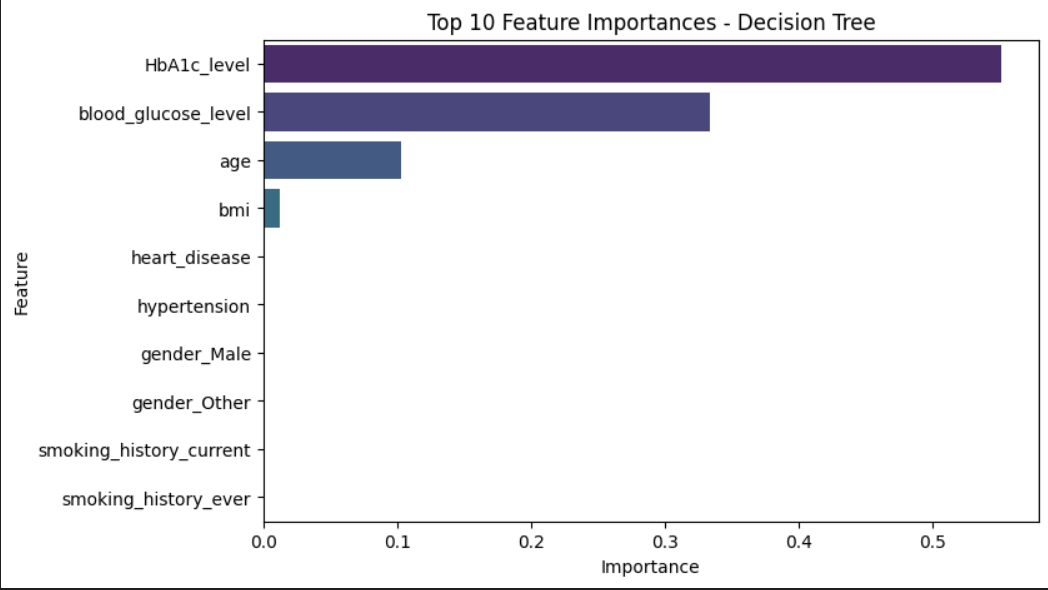 Top 10 Feature Importances - Decision Tree
HbA1c_level
blood_glucose_level
age
bmi
heart_disease
hypertension
gender_Male
gender_Other
smoking_history_current
smoking_history_ever
Feature
0.0 0.1 0.2 0.3 0.4 0.5
Importance